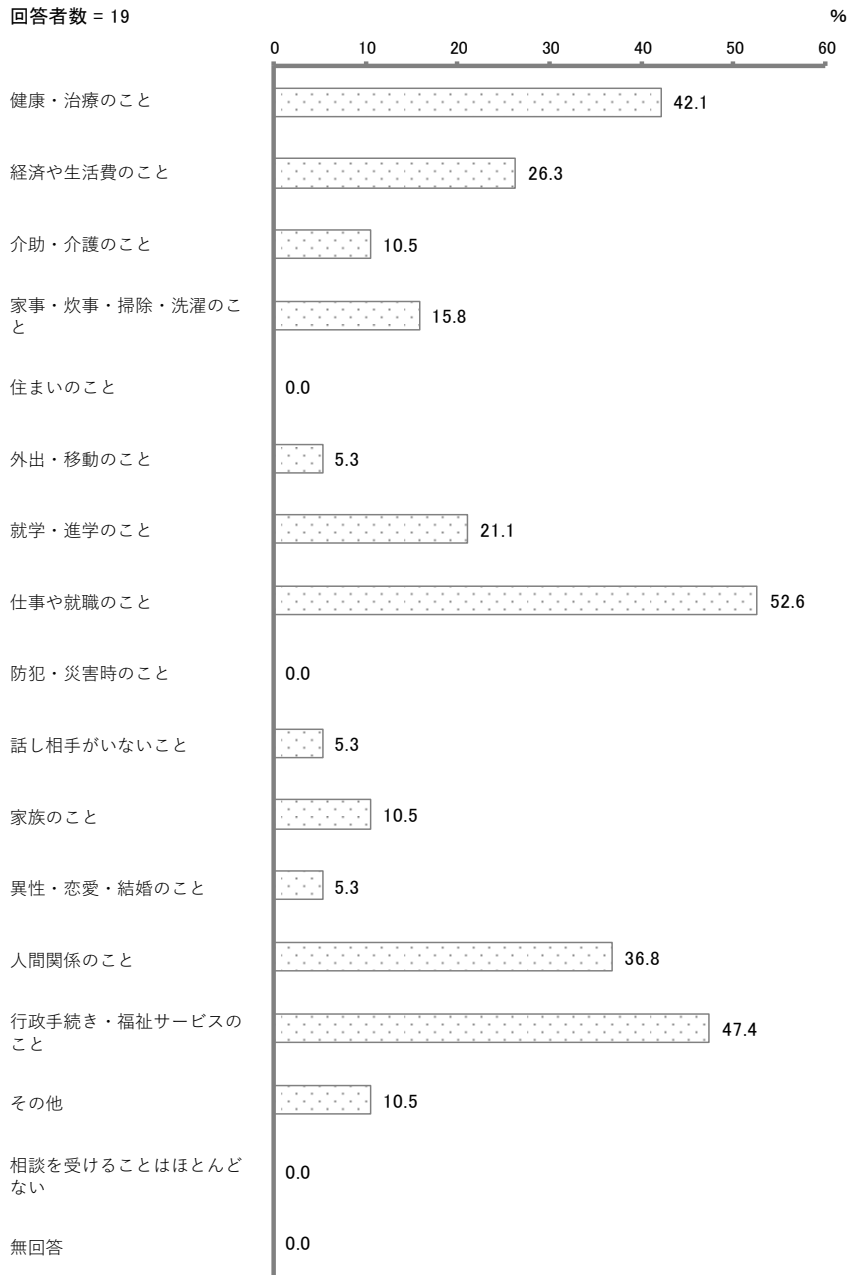 回答者数 = 19
%
0 10 20 30 40 50 60
健康・治療のこと 42.1
経済や生活費のこと 26.3
介助・介護のこと 10.5
家事・炊事・掃除・洗濯のこ
と
15.8
住まいのこと 0.0
外出・移動のこと 5.3
就学・進学のこと 21.1
仕事や就職のこと 52.6
防犯・災害時のこと 0.0
話し相手がいないこと 5.3
家族のこと 10.5
異性・恋愛・結婚のこと 5.3
人間関係のこと 36.8
行政手続き・福祉サービスの
こと
47.4
その他 10.5
相談を受けることはほとんど
ない
0.0
無回答 0.0